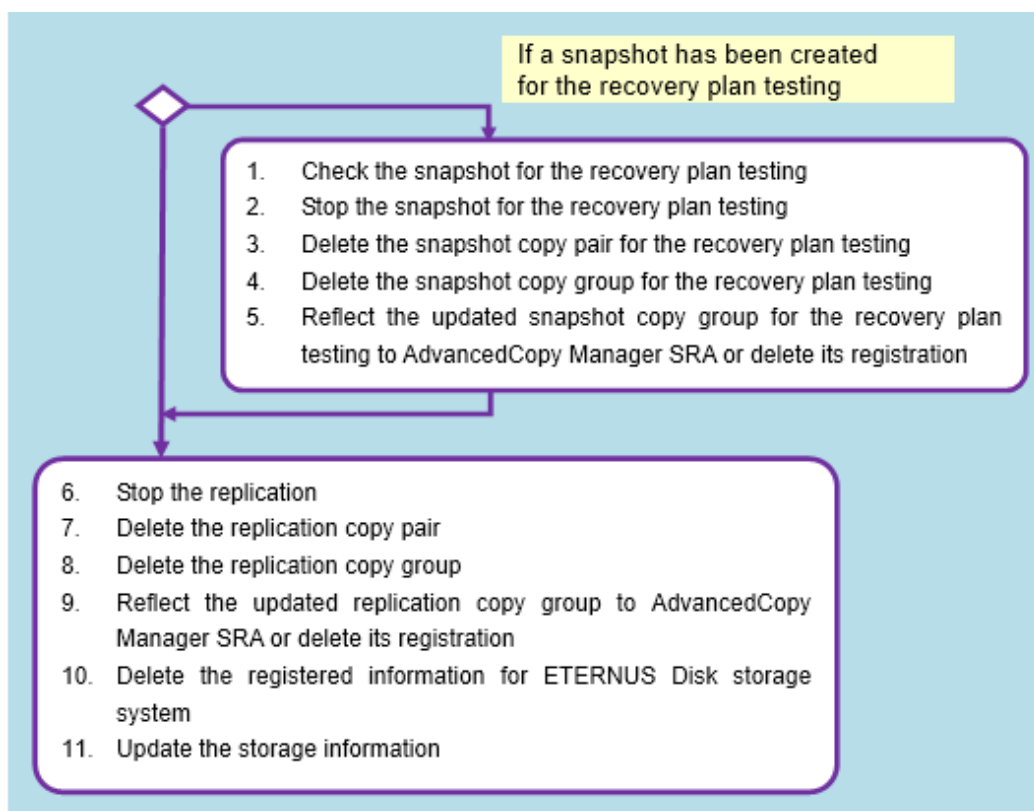 If a snapshot has been created
for the recovery plan testing
1. Check the snapshot for the recovery plan testing
2. Stop the snapshot for the recovery plan testing
3. Delete the snapshot copy pair for the recovery plan testing
4. Delete the snapshot copy group for the recovery plan testing
5. Reflect the updated snapshot copy group for the recovery plan
testing to AdvancedCopy Manager SRA or delete its registration
6. Stop the replication
7. Delete the replication copy pair
8. Delete the replication copy group
9. Reflect the updated replication copy group to AdvancedCopy
Manager SRA or delete its registration
10. Delete the registered information for ETERNUS Disk storage
system
11. Update the storage information